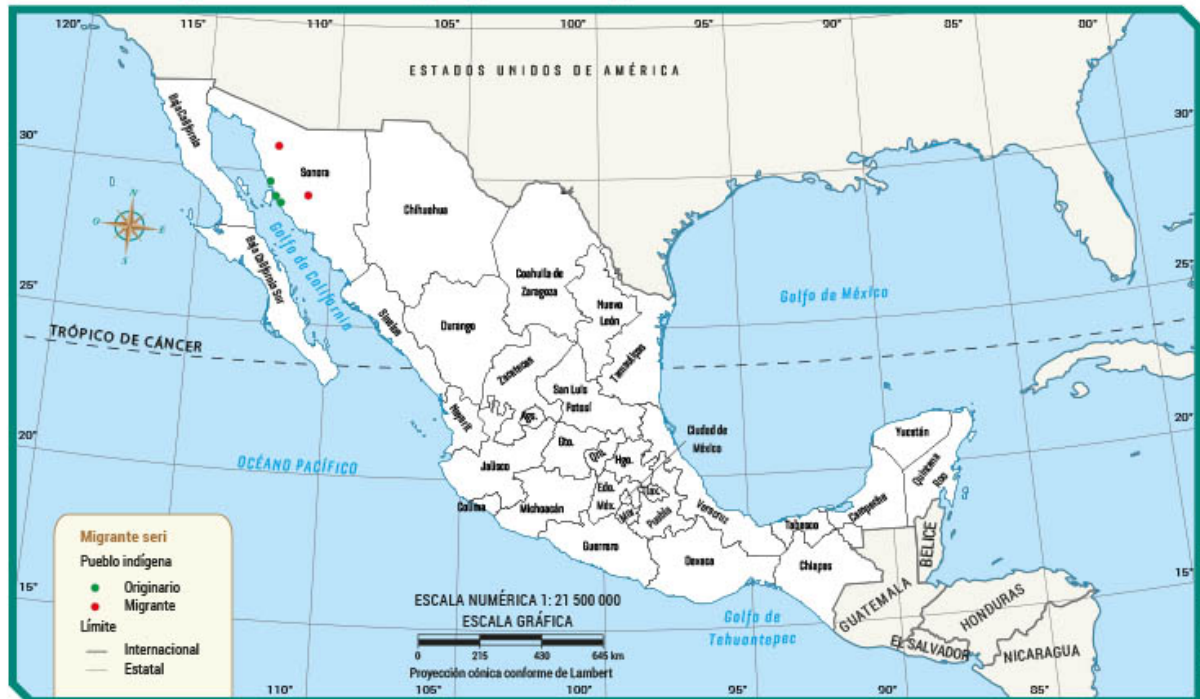 120° 115° 110° 105° 100° 95° 90° 85° 80°
ESTADOS UNIDOS DE AMÉRICA
30° 30°
Baja California
Sonora
Chihuahua
N
O E
S
Golfo de California
Baja California Sur
Coahuila de
Zaragoza
Nuevo
León
Golfo de México
25° 25°
Sinaloa
Durango
Tamaulipas
TRÓPICO DE CÁNCER
Zacatecas
San Luis
Potosí
Nayarit
Ags.
Ciudad de
México
20° 20°
Yucatán
Gto.
Qro.
Hgo.
Quintana
Roo
OCÉANO PACÍFICO
Jalisco
Edo.
Méx.
Tlax.
Colima
Michoacán
Mor.
Puebla
Veracruz
Tabasco
Campeche
Guerrero
Oaxaca
Chiapas
BELICE
15° 15°
GUATEMALA
HONDURAS
EL SALVADOR
NICARAGUA
Golfo de
Tehuantepec
Migrante seri
Pueblo indígena
Originario
Migrante
Límite
Internacional
Estatal
ESCALA NUMÉRICA 1: 21 500 000
ESCALA GRÁFICA
0 215 430 645 km
Proyección cónica conforme de Lambert
110° 105° 100° 95° 90° 85°